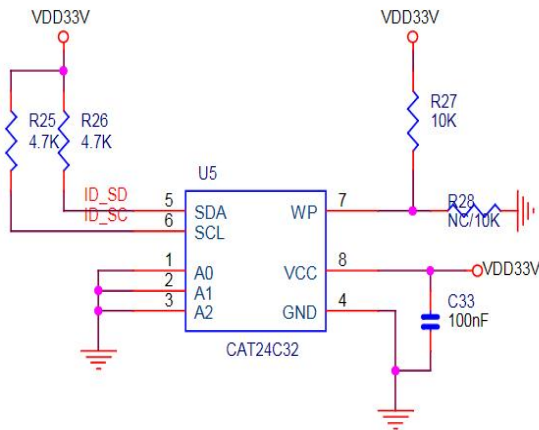 VDD33V
VDD33V
R25
4.7K
R26
4.7K
R27
10K
U5
ID_SD
ID_SC
5
6
SDA
SCL
WP
7
R28
NC/10K
1
2
3
A0
A1
A2
VCC
8
VDD33V
GND
4
C33
100nF
CAT24C32